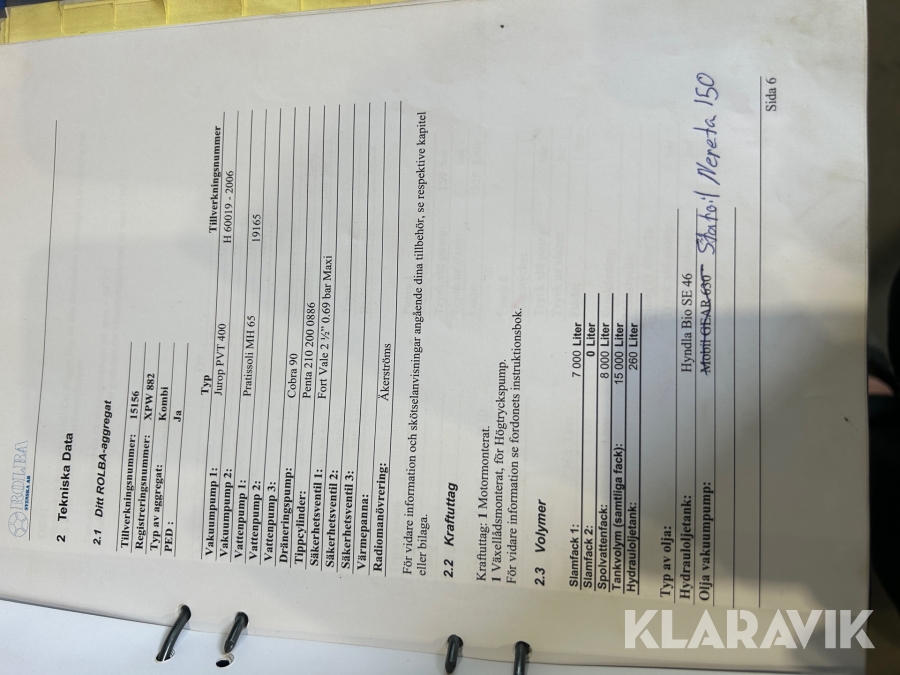 ROLBA
SVENSKA AB
2 Tekniska Data
2.1 Ditt ROLBA-aggregat
Tillverkningsnummer: 15156
Registreringsnummer: XPW 882
Typ av aggregat: Kombi
PED : Ja
Typ Tillverkningsnummer
Vakuumpump 1: Jurop PVT 400 H 60019 - 2006
Vakuumpump 2:
Vattenpump 1: Pratissoli MH 65 19165
Vattenpump 2:
Vattenpump 3:
Dräneringspump: Cobra 90
Tippcylinder: Penta 210 200 0886
Säkerhetsventil 1: Fort Vale 2 ½” 0.69 bar Maxi
Säkerhetsventil 2:
Säkerhetsventil 3:
Värmepanna:
Radiomanövrering: Åkerströms
För vidare information och skötselanvisningar angående dina tillbehör, se respektive kapitel
eller bilaga.
2.2 Kraftuttag
Kraftuttag: 1 Motormonterat.
1 Växellådsmonterat, för Högtryckspump.
För vidare information se fordonets instruktionsbok.
2.3 Volymer
Slamfack 1: 7 000 Liter
Slamfack 2: 0 Liter
Spolvattenfack: 8 000 Liter
Tankvolym (samtliga fack): 15 000 Liter
Hydrauloljetank: 260 Liter
Typ av olja:
Hydrauloljetank: Hyndla Bio SE 46
Olja vakuumpump: Mobil GEAR 630 Statoil Nereta 150
Sida 6
KLARAVIK